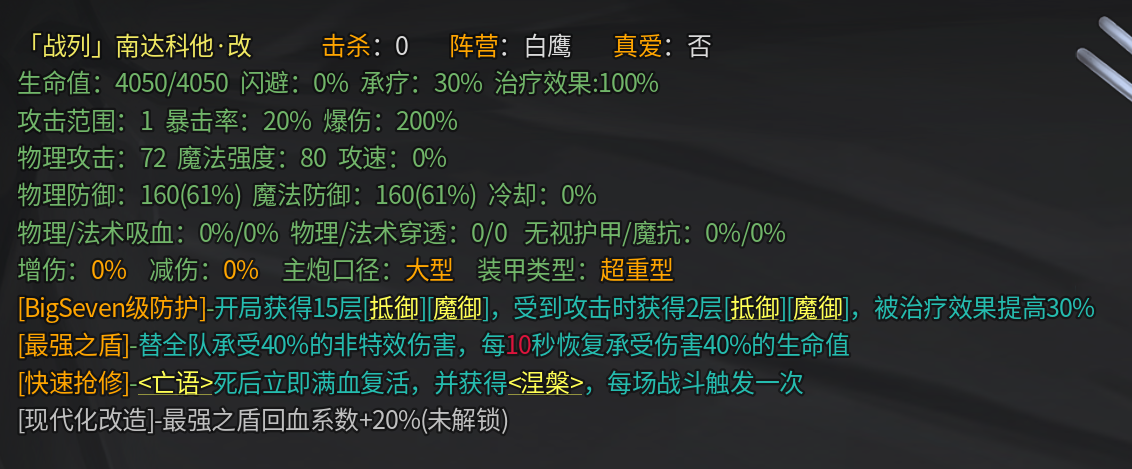 「战列」南达科他·改 击杀：0 阵营：白鹰 真爱：否
生命值：4050/4050 闪避：0% 承疗：30% 治疗效果:100%
攻击范围：1 暴击率：20% 爆伤：200%
物理攻击：72 魔法强度：80 攻速：0%
物理防御：160(61%) 魔法防御：160(61%) 冷却：0%
物理/法术吸血：0%/0% 物理/法术穿透：0/0 无视护甲/魔抗：0%/0%
增伤：0% 减伤：0% 主炮口径：大型 装甲类型：超重型
[BigSeven级防护]-开局获得15层[抵御][魔御]，受到攻击时获得2层[抵御][魔御]，被治疗效果提高30%
[最强之盾]-替全队承受40%的非特效伤害，每10秒恢复承受伤害40%的生命值
[快速抢修]-<亡语>死后立即满血复活，并获得<涅槃>，每场战斗触发一次
[现代化改造]-最强之盾回血系数+20%(未解锁)